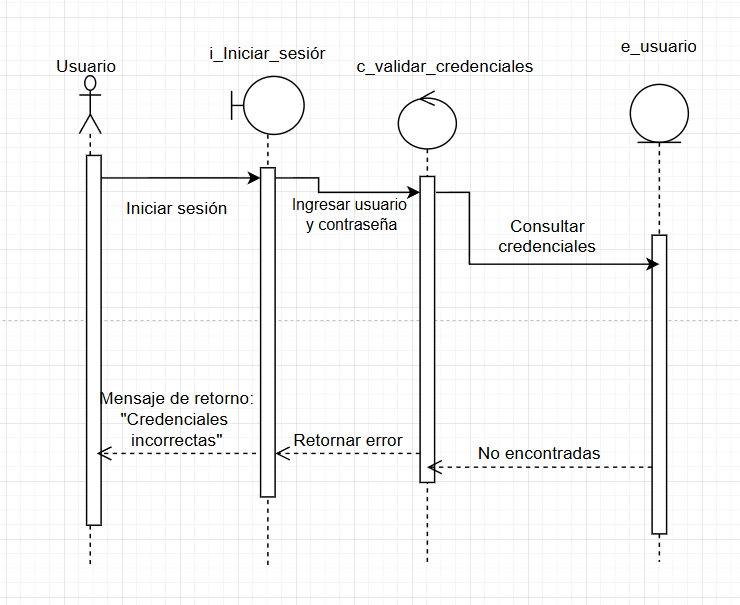 Usuario
i_Iniciar_sesiór
c_validar_credenciales
e_usuario
Iniciar sesión
Ingresar usuario
y contraseña
Consultar
credenciales
Mensaje de retorno:
"Credenciales
incorrectas"
Retornar error
No encontradas